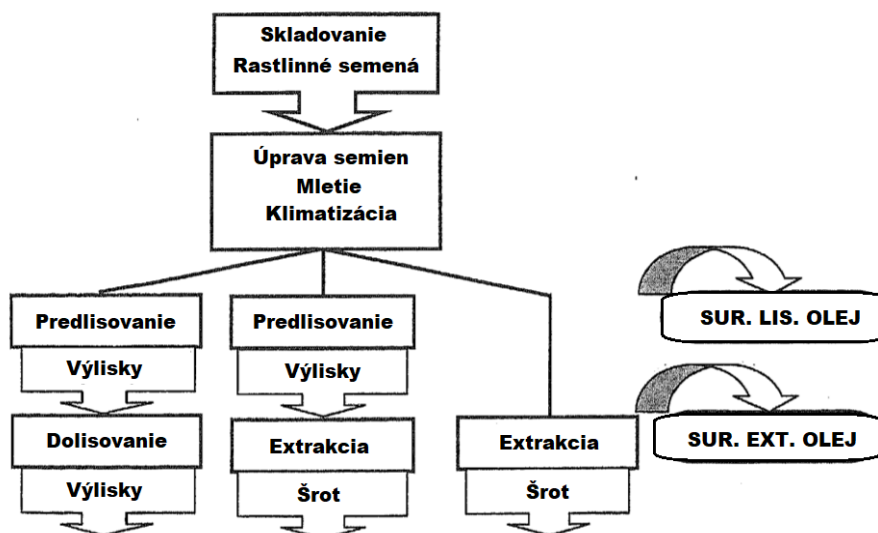 Skladovanie
Rastlinné semená
Úprava semien
Mletie
Klimatizácia
Predlisovanie
Predlisovanie
SUR. LIS. OLEJ
Výlisky
Výlisky
Dolisovanie
Extrakcia
Extrakcia
SUR. EXT. OLEJ
Výlisky
Šrot
Šrot